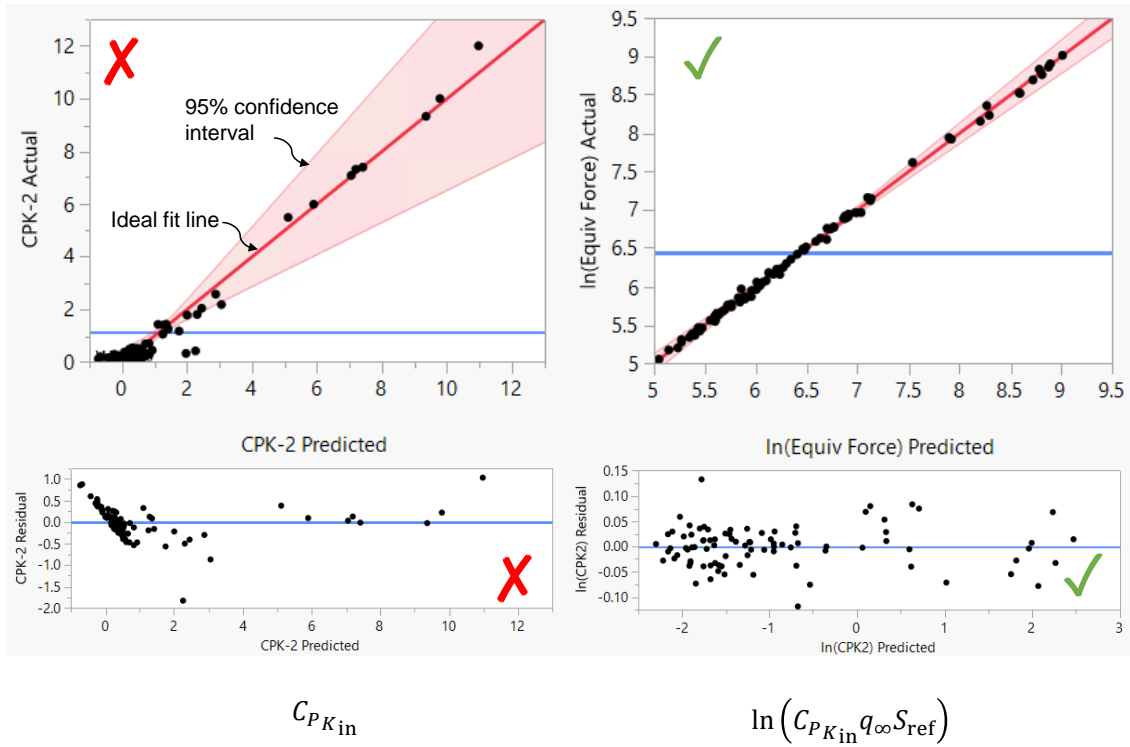 12
10
8
6
4
2
0
CPK-2 Actual
95% confidence
interval
Ideal fit line
0 2 4 6 8 10 12
CPK-2 Predicted
9.5
9
8.5
8
7.5
7
6.5
6
5.5
5
ln(Equiv Force) Actual
5 5.5 6 6.5 7 7.5 8 8.5 9 9.5
ln(Equiv Force) Predicted
1.0
0.5
0.0
-0.5
-1.0
-1.5
-2.0
CPK-2 Residual
0 2 4 6 8 10 12
CPK-2 Predicted
0.15
0.10
0.05
0.00
-0.05
-0.10
ln(CPK2) Residual
-2 -1 0 1 2 3
ln(CPK2) Predicted
C_{P_{K_{in}}}
ln(C_{P_{K_{in}}} q_∞ S_{ref})